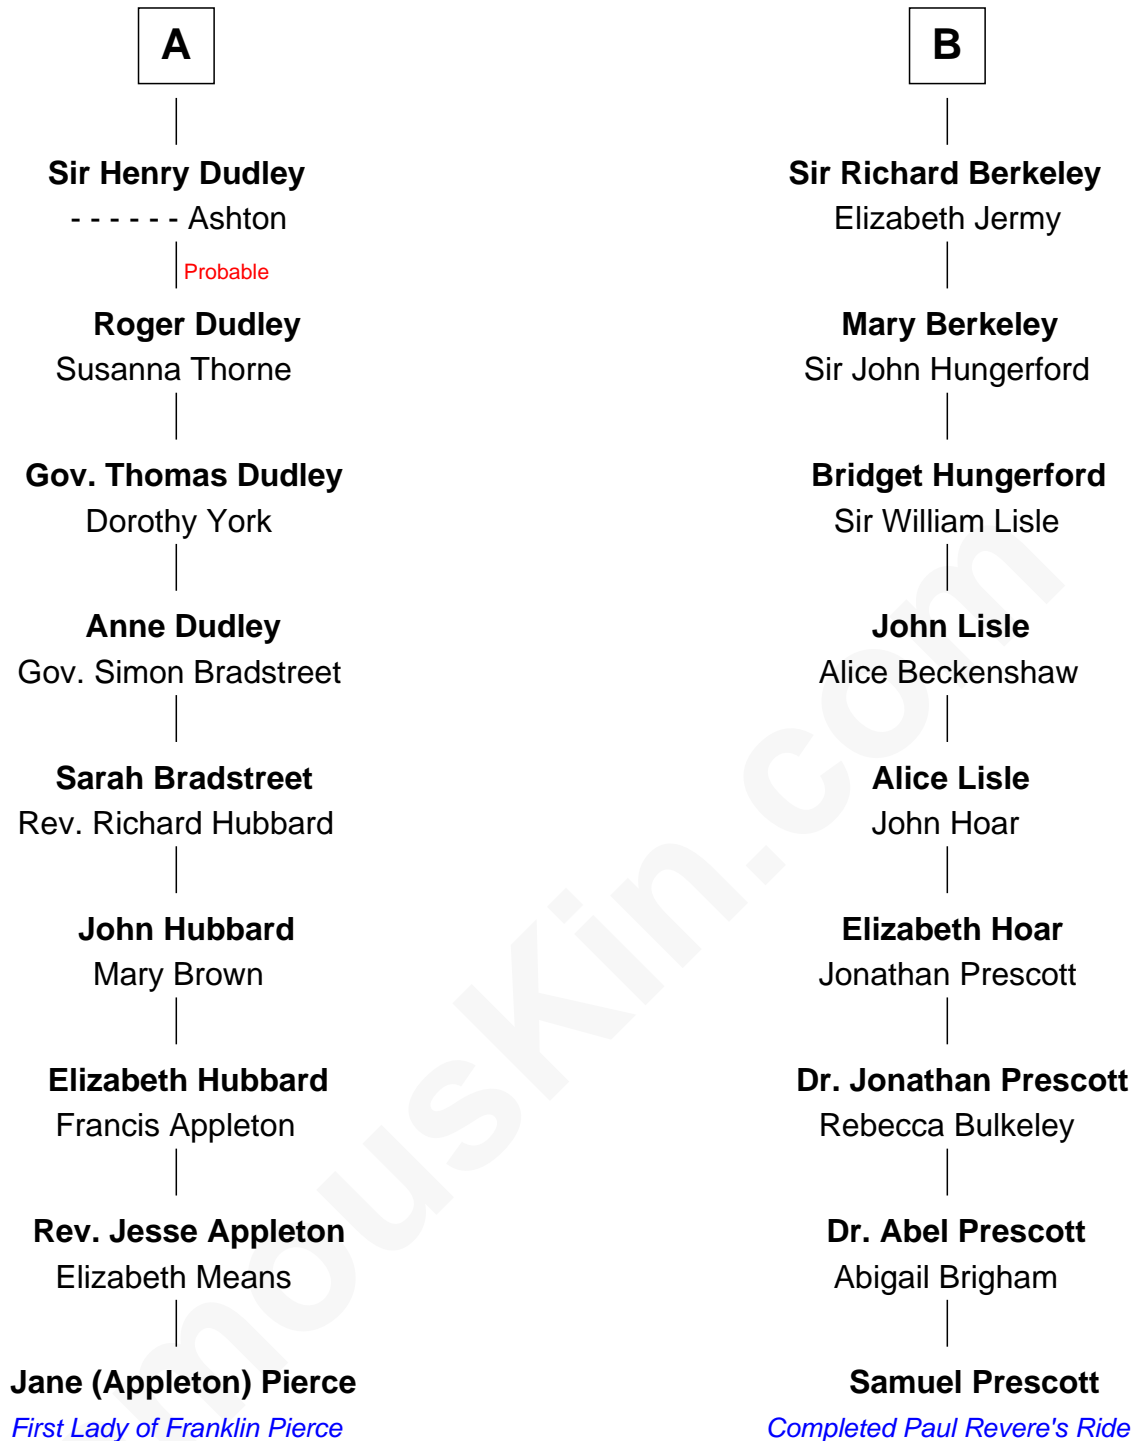 A
Sir Henry Dudley
- - - - - - Ashton
Probable
Roger Dudley
Susanna Thorne
Gov. Thomas Dudley
Dorothy York
Anne Dudley
Gov. Simon Bradstreet
Sarah Bradstreet
Rev. Richard Hubbard
John Hubbard
Mary Brown
Elizabeth Hubbard
Francis Appleton
Rev. Jesse Appleton
Elizabeth Means
Jane (Appleton) Pierce
First Lady of Franklin Pierce
B
Sir Richard Berkeley
Elizabeth Jermy
Mary Berkeley
Sir John Hungerford
Bridget Hungerford
Sir William Lisle
John Lisle
Alice Beckenshaw
Alice Lisle
John Hoar
Elizabeth Hoar
Jonathan Prescott
Dr. Jonathan Prescott
Rebecca Bulkeley
Dr. Abel Prescott
Abigail Brigham
Samuel Prescott
Completed Paul Revere's Ride
mousKin.com